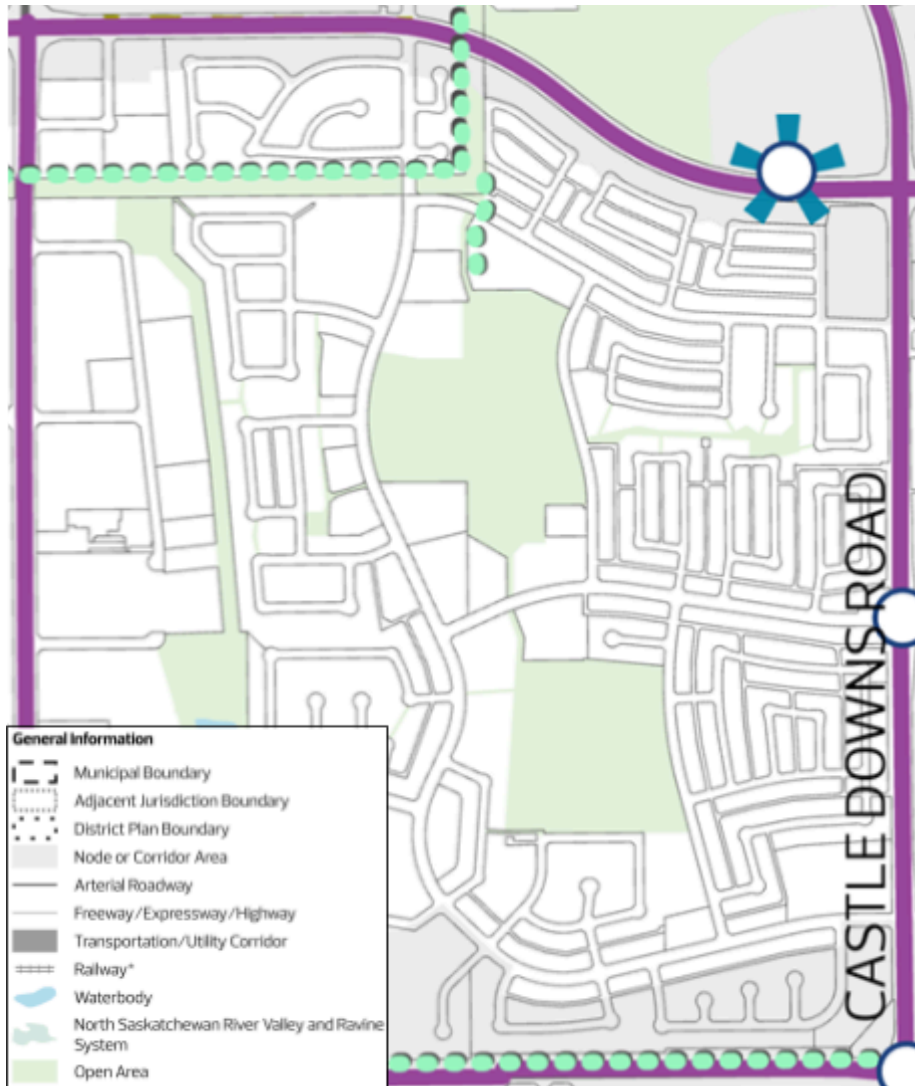 CASTLE DOWNS ROAD
General Information
Municipal Boundary
Adjacent Jurisdiction Boundary
District Plan Boundary
Node or Corridor Area
Arterial Roadway
Freeway/Expressway/Highway
Transportation/Utility Corridor
Railway*
Waterbody
North Saskatchewan River Valley and Ravine
System
Open Area